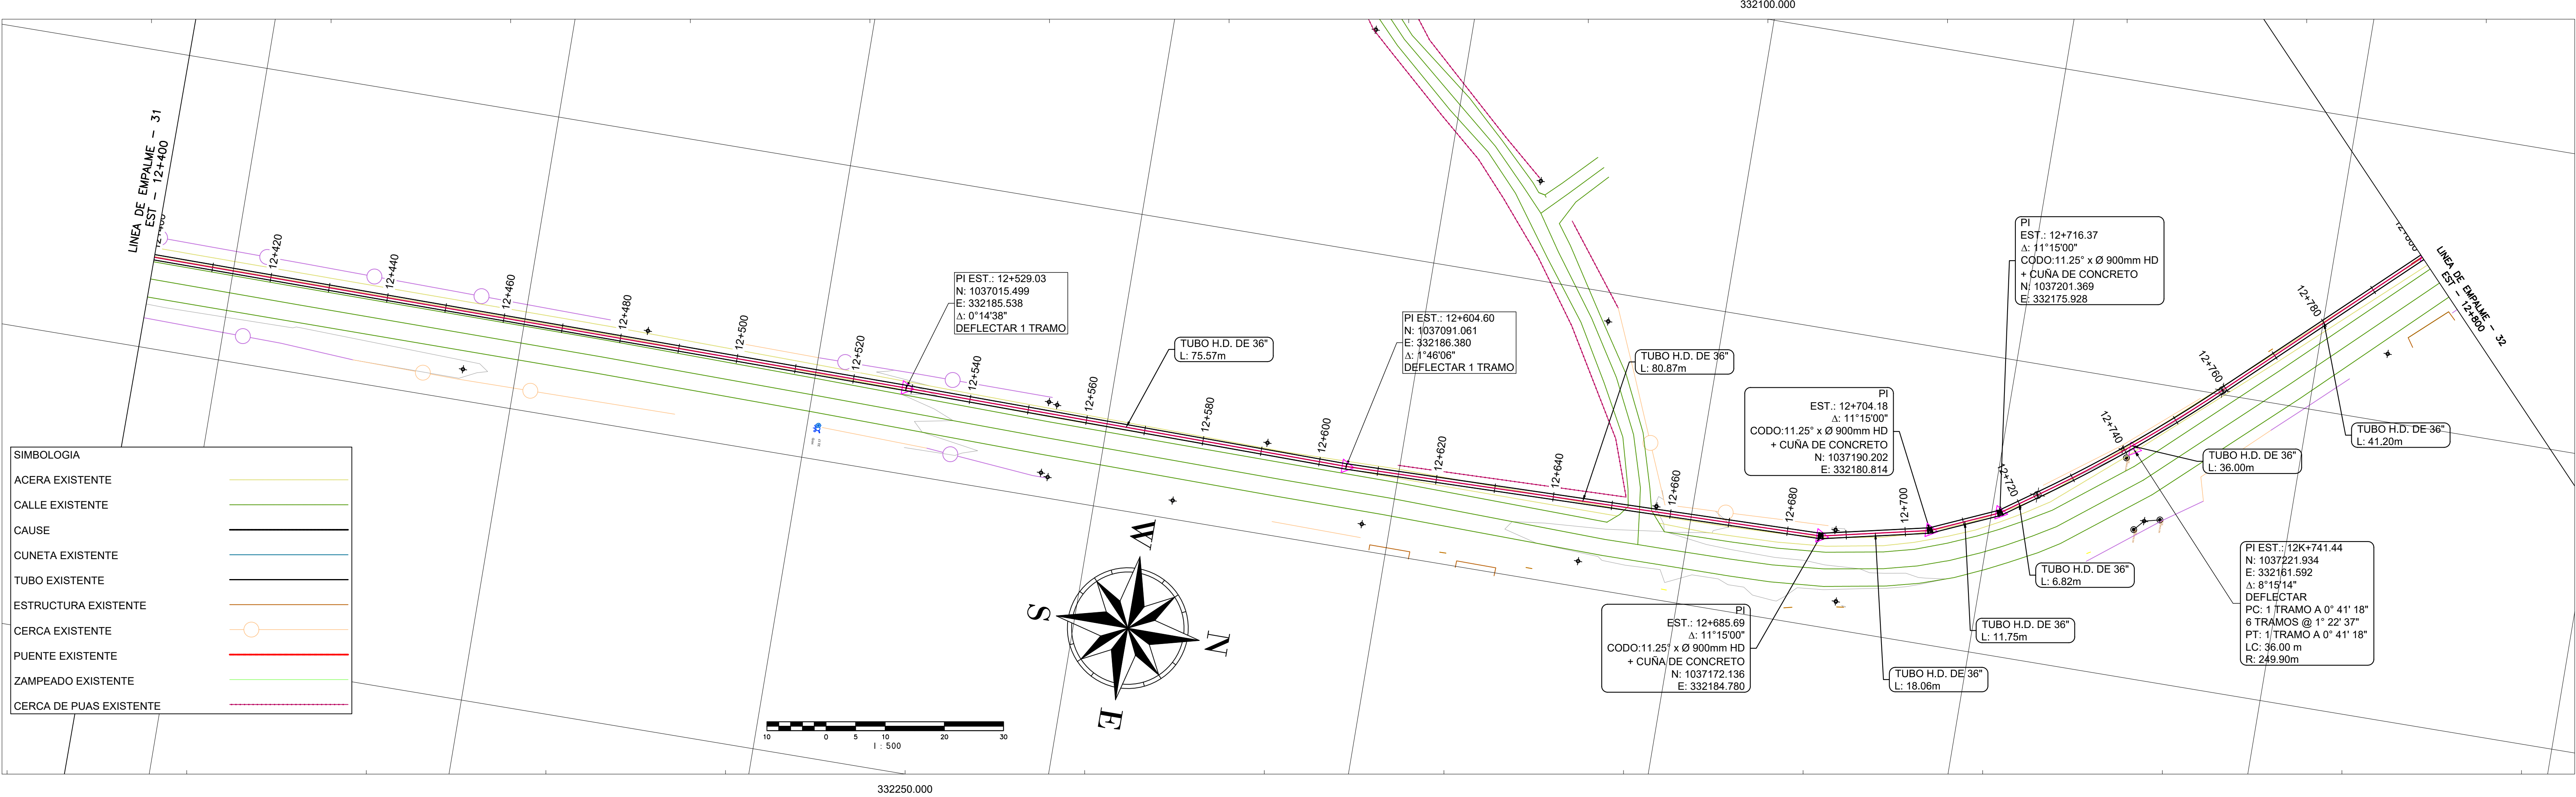 332100.000
LINEA DE EMPALME - 31
EST - 12+400
12+400
12+420
12+440
12+460
12+480
12+500
12+520
12+540
12+560
12+580
12+600
12+620
12+640
12+660
12+680
12+700
12+720
12+740
12+760
12+780
12+800
LINEA DE EMPALME - 32
EST - 12+800
PI EST.: 12+529.03
N: 1037015.499
E: 332185.538
Δ: 0°14'38"
DEFLECTAR 1 TRAMO
TUBO H.D. DE 36"
L: 75.57m
PI EST.: 12+604.60
N: 1037091.061
E: 332186.380
Δ: 1°46'06"
DEFLECTAR 1 TRAMO
TUBO H.D. DE 36"
L: 80.87m
PI
EST.: 12+704.18
Δ: 11°15'00"
CODO:11.25° x Ø 900mm HD
+ CUÑA DE CONCRETO
N: 1037190.202
E: 332180.814
PI
EST.: 12+716.37
Δ: 11°15'00"
CODO:11.25° x Ø 900mm HD
+ CUÑA DE CONCRETO
N: 1037201.369
E: 332175.928
TUBO H.D. DE 36"
L: 41.20m
TUBO H.D. DE 36"
L: 36.00m
TUBO H.D. DE 36"
L: 6.82m
TUBO H.D. DE 36"
L: 11.75m
TUBO H.D. DE 36"
L: 18.06m
PI
EST.: 12+685.69
Δ: 11°15'00"
CODO:11.25° x Ø 900mm HD
+ CUÑA DE CONCRETO
N: 1037172.136
E: 332184.780
PI EST.: 12K+741.44
N: 1037221.934
E: 332161.592
Δ: 8°15'14"
DEFLECTAR
PC: 1 TRAMO A 0° 41' 18"
6 TRAMOS @ 1° 22' 37"
PT: 1 TRAMO A 0° 41' 18"
LC: 36.00 m
R: 249.90m
SIMBOLOGIA
ACERA EXISTENTE
CALLE EXISTENTE
CAUSE
CUNETA EXISTENTE
TUBO EXISTENTE
ESTRUCTURA EXISTENTE
CERCA EXISTENTE
PUENTE EXISTENTE
ZAMPEADO EXISTENTE
CERCA DE PUAS EXISTENTE
W
S
N
E
10 0 5 10 20 30
1 : 500
332250.000